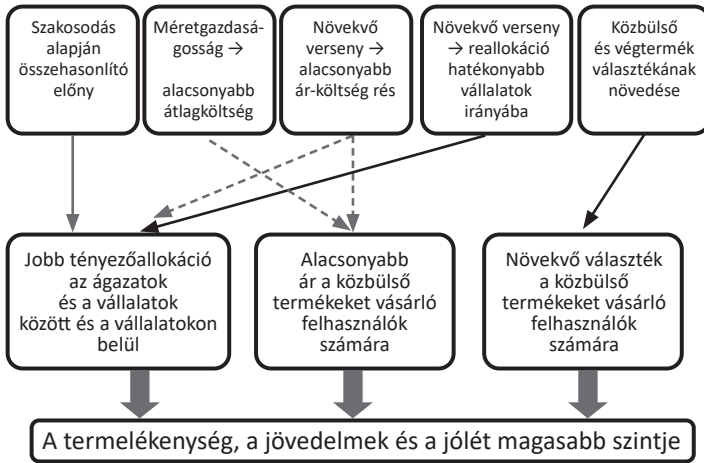 Szakosodás
alapján
összehasonlító
előny
Méretgazdasá-
gosság →
alacsonyabb
átlagköltség
Növekvő
verseny →
alacsonyabb
ár-költség rés
Növekvő verseny
→ reallokáció
hatékonyabb
vállalatok
irányába
Közbülső
és végtermék
választékának
növedése
Jobb tényezőallokáció
az ágazatok
és a vállalatok
között és a vállalatokon
belül
Alacsonyabb
ár a közbülső
termékeket vásárló
felhasználók
számára
Növekvő választék
a közbülső
termékeket vásárló
felhasználók
számára
A termelékenység, a jövedelmek és a jólét magasabb szintje